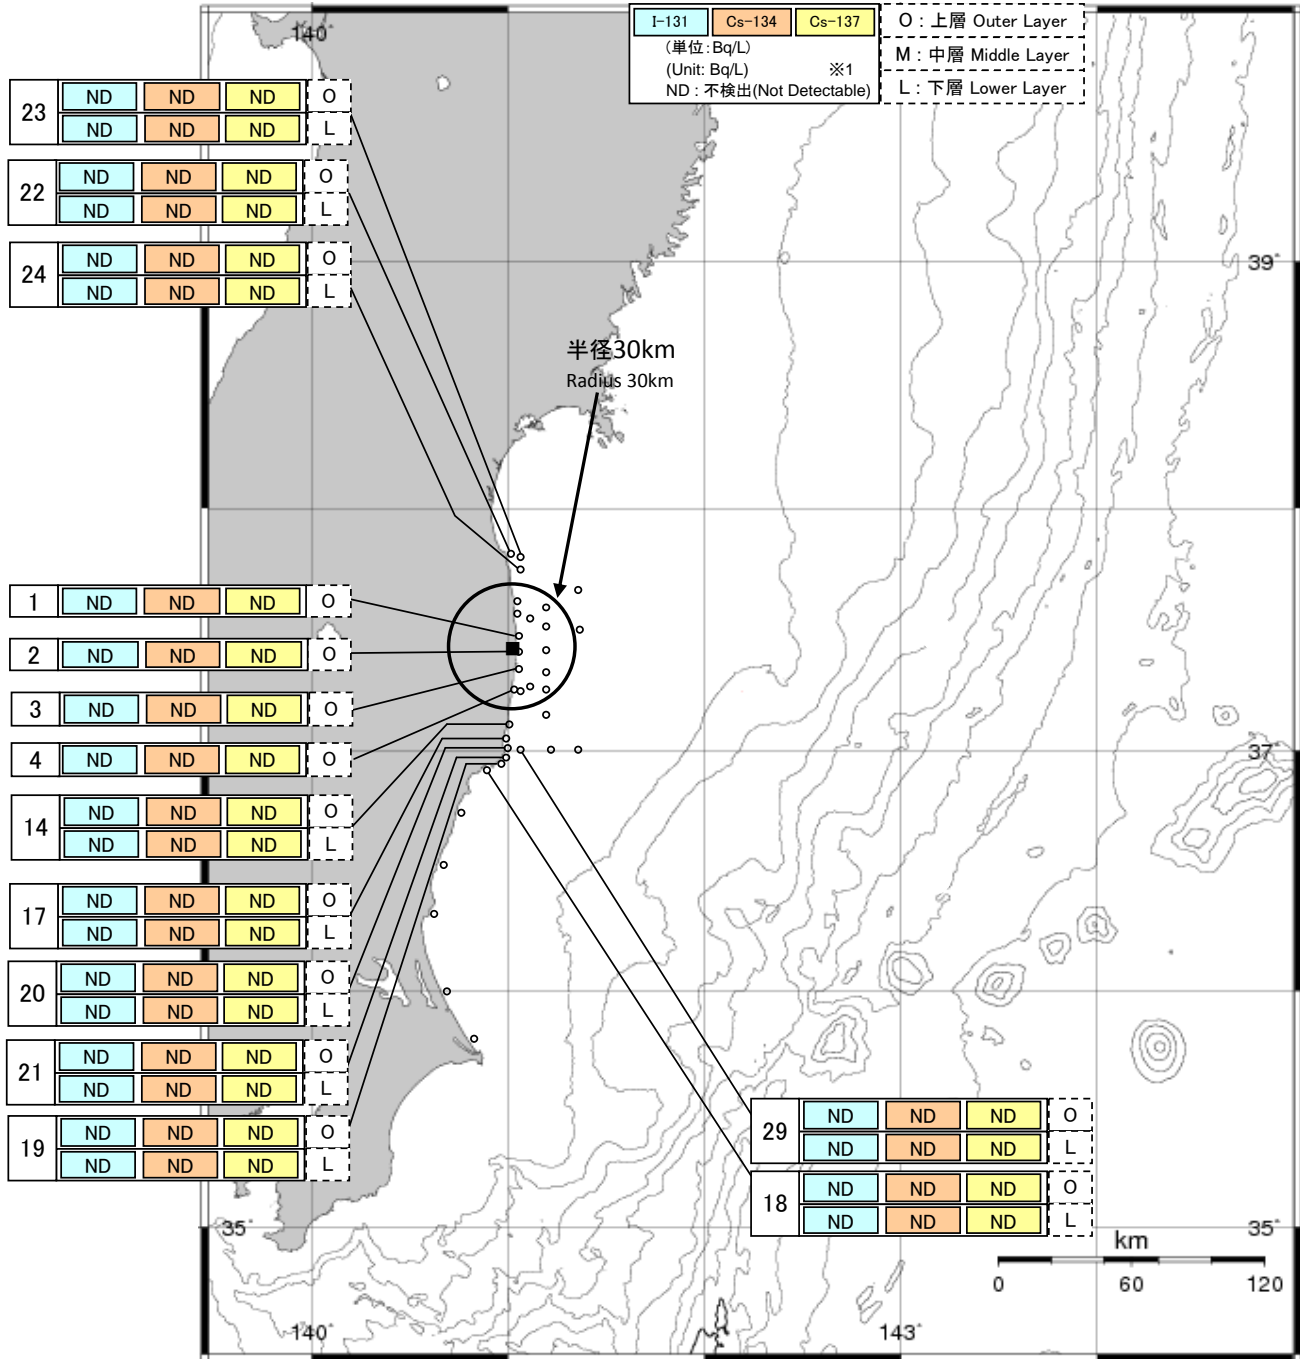 I-131 Cs-134 Cs-137
(単位:Bq/L)
(Unit: Bq/L) ※1
ND : 不検出(Not Detectable)
O : 上層 Outer Layer
M : 中層 Middle Layer
L : 下層 Lower Layer
140°
23 ND ND ND O
ND ND ND L
22 ND ND ND O
ND ND ND L
24 ND ND ND O
ND ND ND L
39°
半径30km
Radius 30km
1 ND ND ND O
2 ND ND ND O
3 ND ND ND O
4 ND ND ND O
37°
14 ND ND ND O
ND ND ND L
17 ND ND ND O
ND ND ND L
20 ND ND ND O
ND ND ND L
21 ND ND ND O
ND ND ND L
19 ND ND ND O
ND ND ND L
29 ND ND ND O
ND ND ND L
18 ND ND ND O
ND ND ND L
35°
35°
km
0 60 120
140°
143°